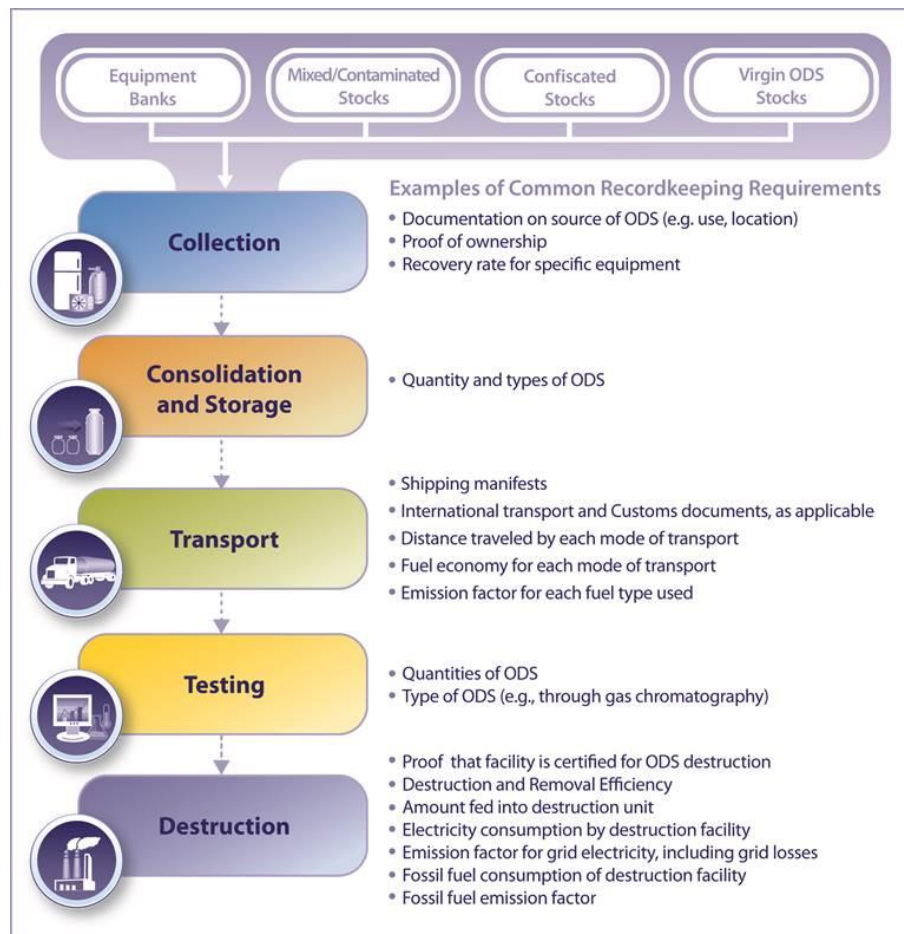 Equipment
Banks
Mixed/Contaminated
Stocks
Confiscated
Stocks
Virgin ODS
Stocks
Examples of Common Recordkeeping Requirements
Collection
• Documentation on source of ODS (e.g. use, location)
• Proof of ownership
• Recovery rate for specific equipment
Consolidation
and Storage
• Quantity and types of ODS
Transport
• Shipping manifests
• International transport and Customs documents, as applicable
• Distance traveled by each mode of transport
• Fuel economy for each mode of transport
• Emission factor for each fuel type used
Testing
• Quantities of ODS
• Type of ODS (e.g., through gas chromatography)
Destruction
• Proof that facility is certified for ODS destruction
• Destruction and Removal Efficiency
• Amount fed into destruction unit
• Electricity consumption by destruction facility
• Emission factor for grid electricity, including grid losses
• Fossil fuel consumption of destruction facility
• Fossil fuel emission factor